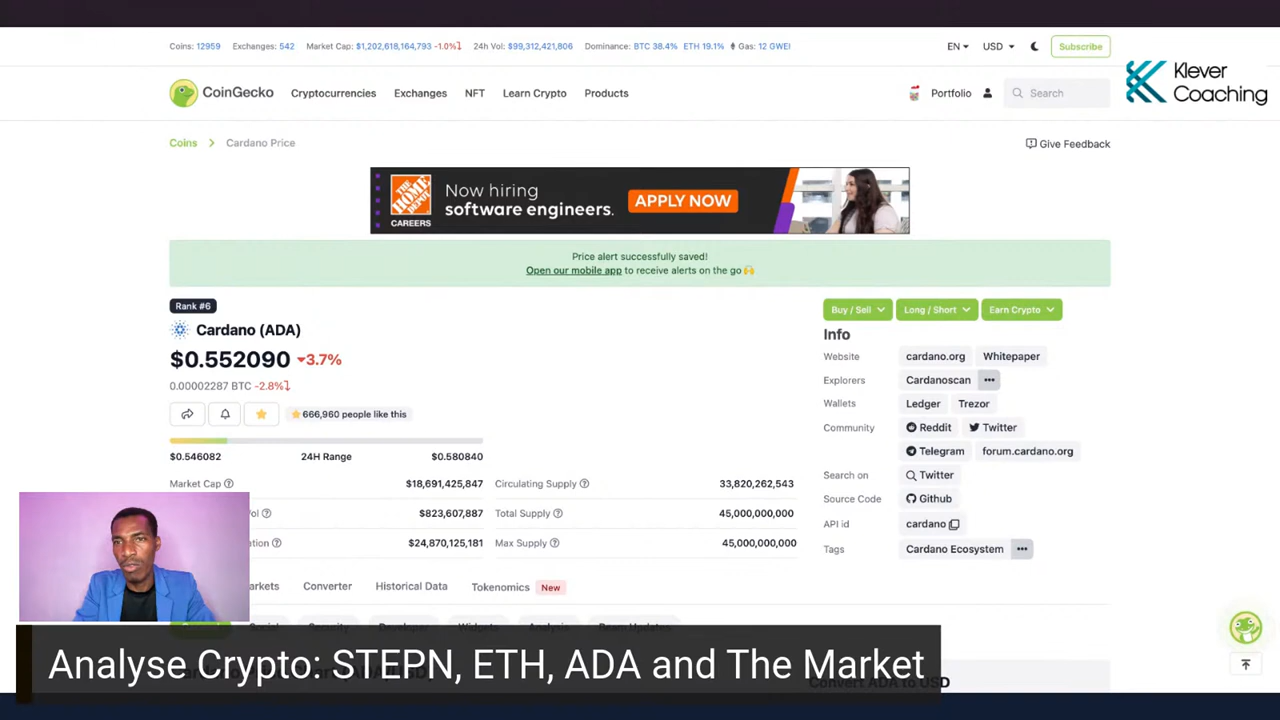 Coins: 12959 Exchanges: 542 Market Cap: $1,202,618,164,793 -1.0% 24h Vol: $99,312,421,806 Dominance: BTC 38.4% ETH 19.1% Gas: 12 GWEI EN USD Subscribe
CoinGecko Cryptocurrencies Exchanges NFT Learn Crypto Products Portfolio Search
Klever
Coaching
Coins > Cardano Price Give Feedback
THE HOME DEPOT
CAREERS
Now hiring
software engineers.
APPLY NOW
Price alert successfully saved!
Open our mobile app to receive alerts on the go 🙌
Rank #6
Cardano (ADA)
$0.552090 3.7%
0.00002287 BTC -2.8%
666,960 people like this
$0.546082 24H Range $0.580840
Market Cap $18,691,425,847 Circulating Supply 33,820,262,543
$823,607,887 Total Supply 45,000,000,000
$24,870,125,181 Max Supply 45,000,000,000
Buy / Sell Long / Short Earn Crypto
Info
Website cardano.org Whitepaper
Explorers Cardanoscan •••
Wallets Ledger Trezor
Community Reddit Twitter
Telegram forum.cardano.org
Search on Twitter
Source Code Github
API id cardano
Tags Cardano Ecosystem •••
Converter Historical Data Tokenomics New
Analyse Crypto: STEPN, ETH, ADA and The Market